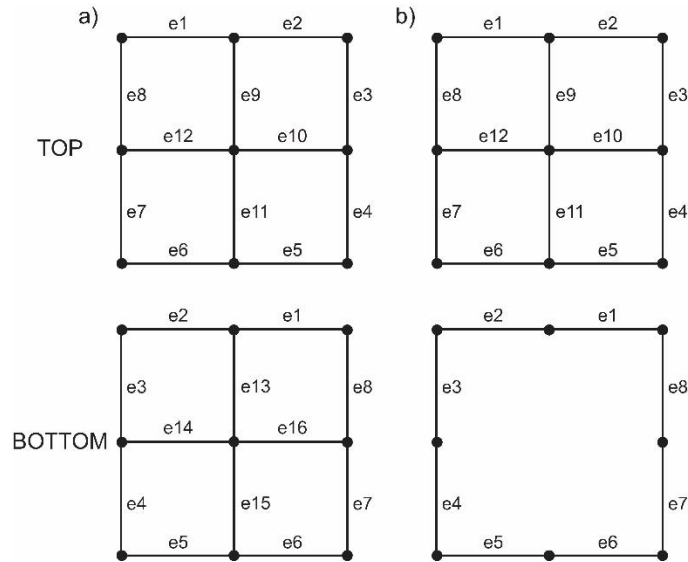 a)
b)
e1 e2 e1 e2
e8 e9 e3 e8 e9 e3
TOP
e12 e10 e12 e10
e7 e11 e4 e7 e11 e4
e6 e5 e6 e5
e2 e1 e2 e1
e3 e13 e8 e3 e8
BOTTOM
e14 e16
e4 e15 e7 e4 e7
e5 e6 e5 e6